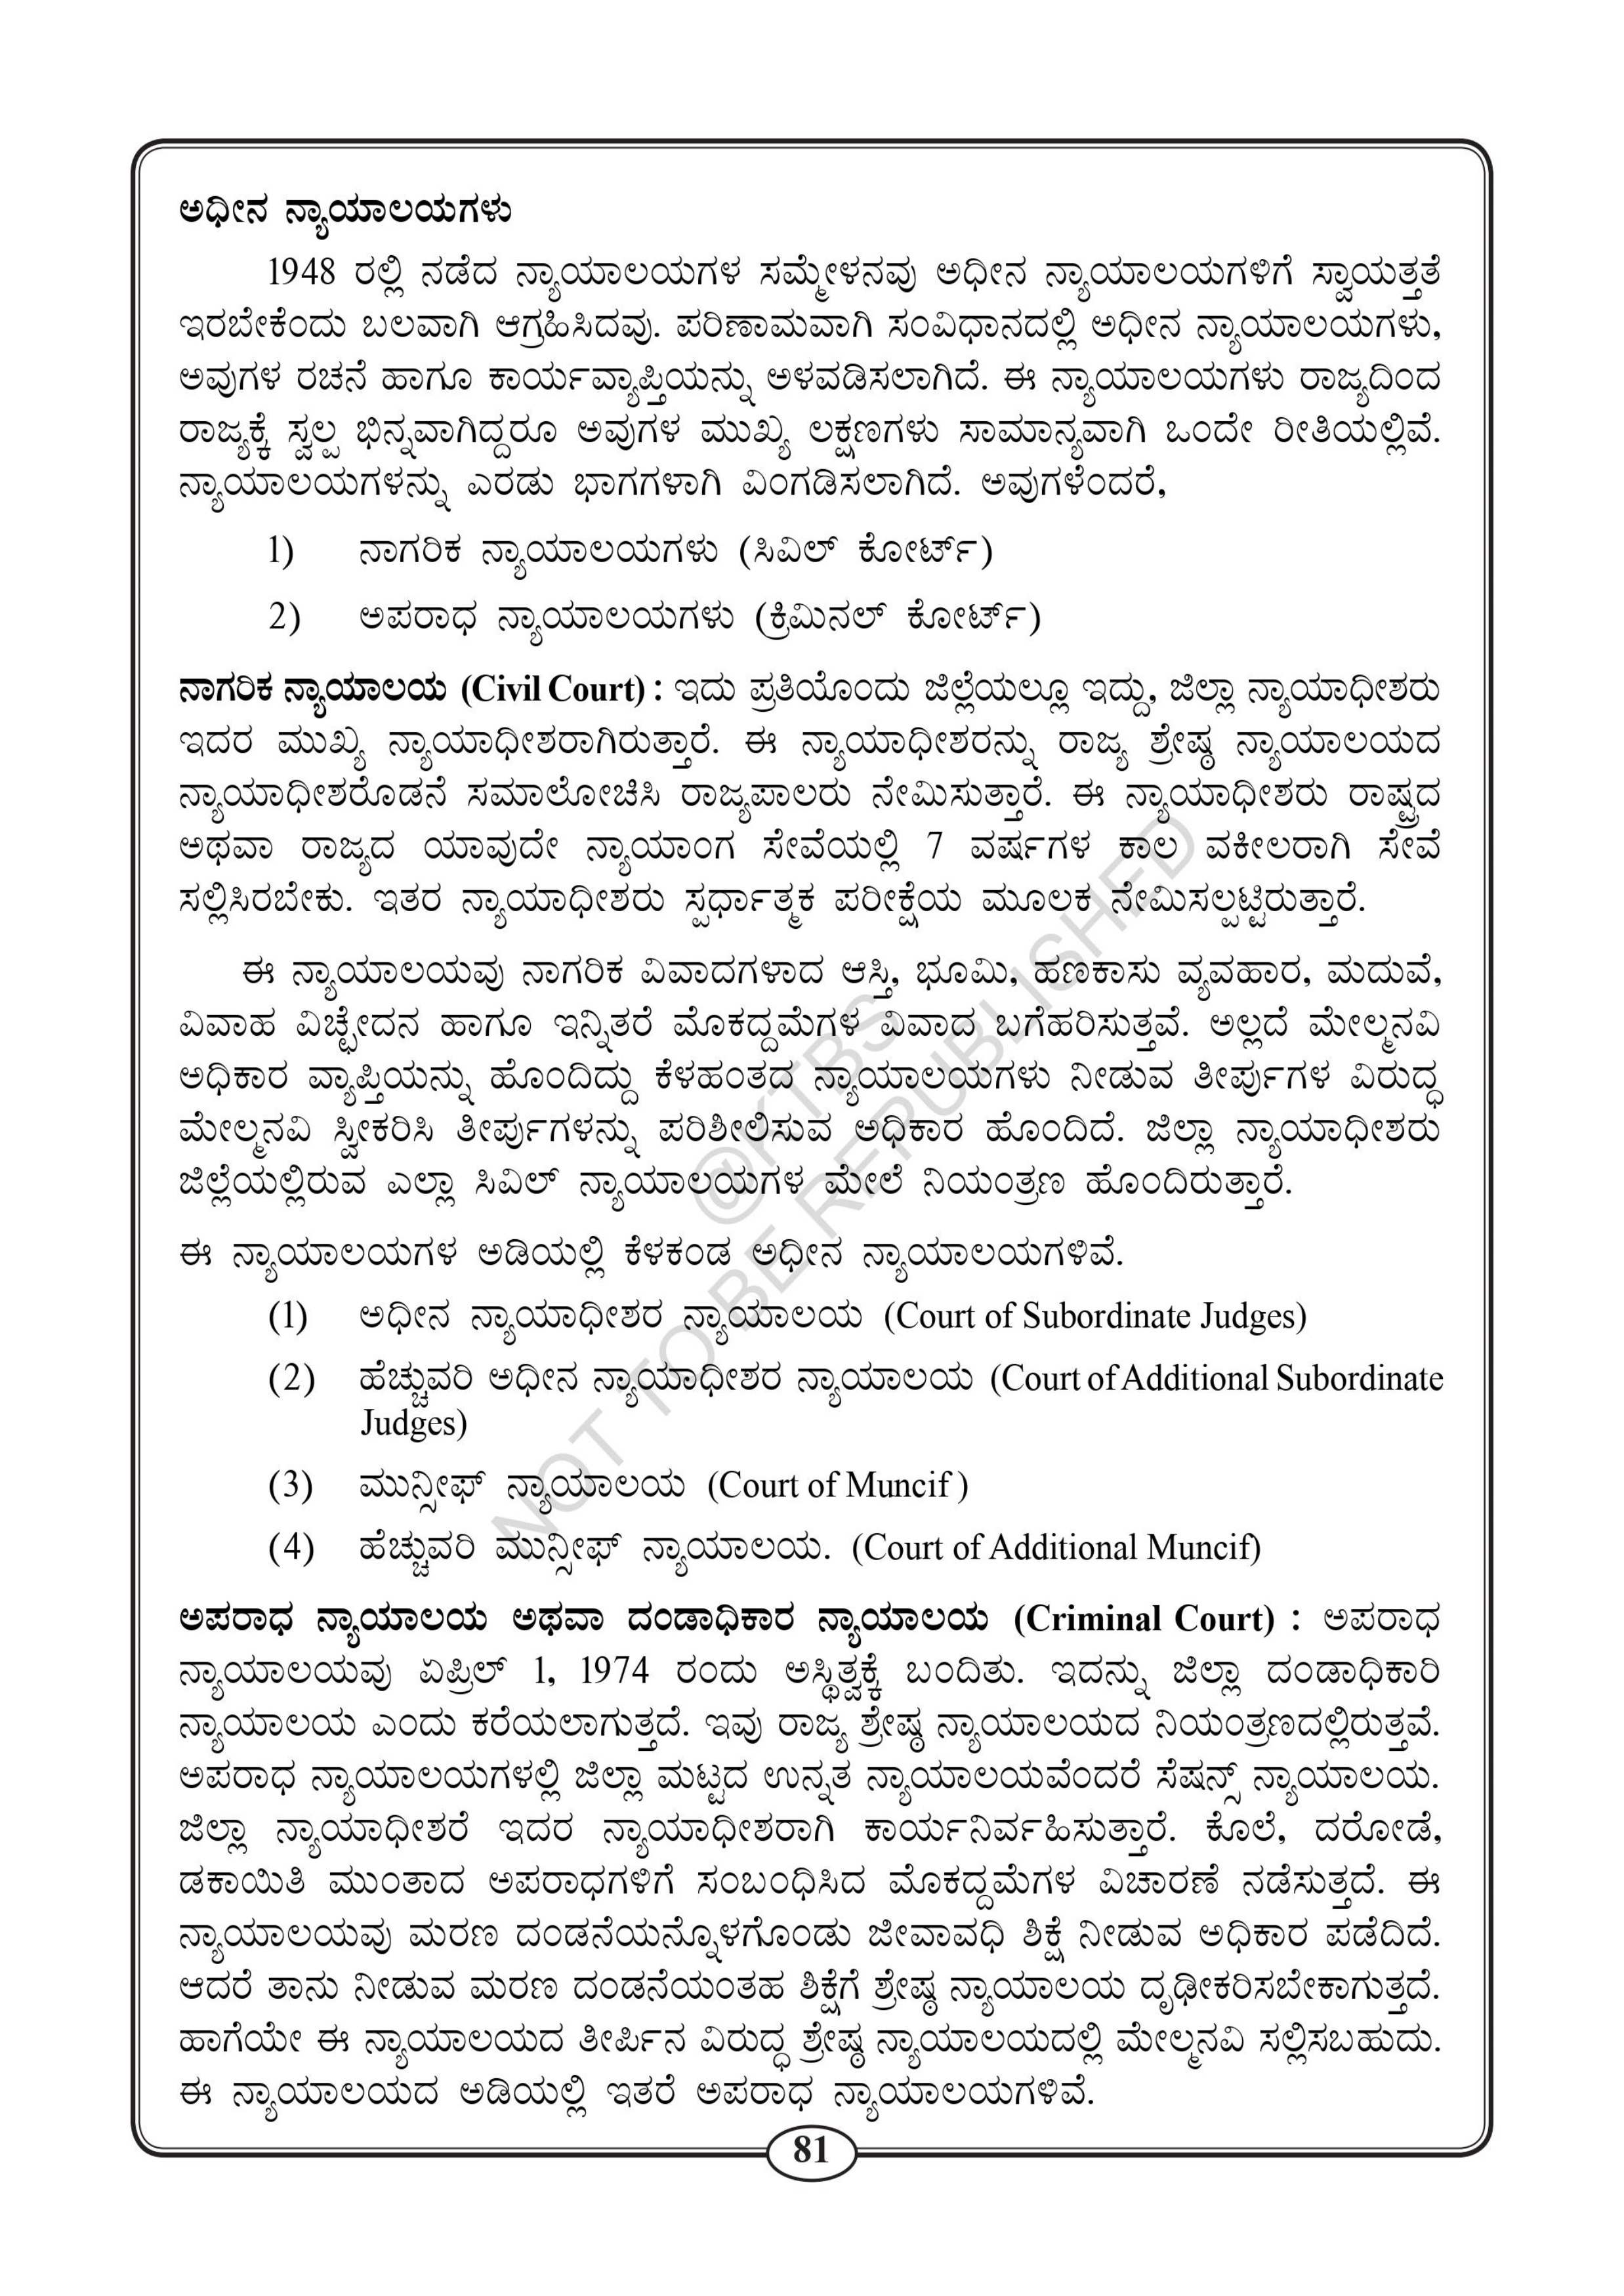 ಅಧೀನ ನ್ಯಾಯಾಲಯಗಳು
1948 ರಲ್ಲಿ ನಡೆದ ನ್ಯಾಯಾಲಯಗಳ ಸಮ್ಮೇಳನವು ಅಧೀನ ನ್ಯಾಯಾಲಯಗಳಿಗೆ ಸ್ವಾಯತ್ತತೆ
ಇರಬೇಕೆಂದು ಬಲವಾಗಿ ಆಗ್ರಹಿಸಿದವು. ಪರಿಣಾಮವಾಗಿ ಸಂವಿಧಾನದಲ್ಲಿ ಅಧೀನ ನ್ಯಾಯಾಲಯಗಳು,
ಅವುಗಳ ರಚನೆ ಹಾಗೂ ಕಾರ್ಯವ್ಯಾಪ್ತಿಯನ್ನು ಅಳವಡಿಸಲಾಗಿದೆ. ಈ ನ್ಯಾಯಾಲಯಗಳು ರಾಜ್ಯದಿಂದ
ರಾಜ್ಯಕ್ಕೆ ಸ್ವಲ್ಪ ಭಿನ್ನವಾಗಿದ್ದರೂ ಅವುಗಳ ಮುಖ್ಯ ಲಕ್ಷಣಗಳು ಸಾಮಾನ್ಯವಾಗಿ ಒಂದೇ ರೀತಿಯಲ್ಲಿವೆ.
ನ್ಯಾಯಾಲಯಗಳನ್ನು ಎರಡು ಭಾಗಗಳಾಗಿ ವಿಂಗಡಿಸಲಾಗಿದೆ. ಅವುಗಳೆಂದರೆ,
1) ನಾಗರಿಕ ನ್ಯಾಯಾಲಯಗಳು (ಸಿವಿಲ್ ಕೋರ್ಟ್)
2) ಅಪರಾಧ ನ್ಯಾಯಾಲಯಗಳು (ಕ್ರಿಮಿನಲ್ ಕೋರ್ಟ್)
ನಾಗರಿಕ ನ್ಯಾಯಾಲಯ (Civil Court) : ಇದು ಪ್ರತಿಯೊಂದು ಜಿಲ್ಲೆಯಲ್ಲೂ ಇದ್ದು, ಜಿಲ್ಲಾ ನ್ಯಾಯಾಧೀಶರು
ಇದರ ಮುಖ್ಯ ನ್ಯಾಯಾಧೀಶರಾಗಿರುತ್ತಾರೆ. ಈ ನ್ಯಾಯಾಧೀಶರನ್ನು ರಾಜ್ಯ ಶ್ರೇಷ್ಠ ನ್ಯಾಯಾಲಯದ
ನ್ಯಾಯಾಧೀಶರೊಡನೆ ಸಮಾಲೋಚಿಸಿ ರಾಜ್ಯಪಾಲರು ನೇಮಿಸುತ್ತಾರೆ. ಈ ನ್ಯಾಯಾಧೀಶರು ರಾಷ್ಟ್ರದ
ಅಥವಾ ರಾಜ್ಯದ ಯಾವುದೇ ನ್ಯಾಯಾಂಗ ಸೇವೆಯಲ್ಲಿ 7 ವರ್ಷಗಳ ಕಾಲ ವಕೀಲರಾಗಿ ಸೇವೆ
ಸಲ್ಲಿಸಿರಬೇಕು. ಇತರ ನ್ಯಾಯಾಧೀಶರು ಸ್ಪರ್ಧಾತ್ಮಕ ಪರೀಕ್ಷೆಯ ಮೂಲಕ ನೇಮಿಸಲ್ಪಟ್ಟಿರುತ್ತಾರೆ.
ಈ ನ್ಯಾಯಾಲಯವು ನಾಗರಿಕ ವಿವಾದಗಳಾದ ಆಸ್ತಿ, ಭೂಮಿ, ಹಣಕಾಸು ವ್ಯವಹಾರ, ಮದುವೆ,
ವಿವಾಹ ವಿಚ್ಛೇದನ ಹಾಗೂ ಇನ್ನಿತರೆ ಮೊಕದ್ದಮೆಗಳ ವಿವಾದ ಬಗೆಹರಿಸುತ್ತವೆ. ಅಲ್ಲದೆ ಮೇಲ್ಮನವಿ
ಅಧಿಕಾರ ವ್ಯಾಪ್ತಿಯನ್ನು ಹೊಂದಿದ್ದು ಕೆಳಹಂತದ ನ್ಯಾಯಾಲಯಗಳು ನೀಡುವ ತೀರ್ಪುಗಳ ವಿರುದ್ಧ
ಮೇಲ್ಮನವಿ ಸ್ವೀಕರಿಸಿ ತೀರ್ಪುಗಳನ್ನು ಪರಿಶೀಲಿಸುವ ಅಧಿಕಾರ ಹೊಂದಿದೆ. ಜಿಲ್ಲಾ ನ್ಯಾಯಾಧೀಶರು
ಜಿಲ್ಲೆಯಲ್ಲಿರುವ ಎಲ್ಲಾ ಸಿವಿಲ್ ನ್ಯಾಯಾಲಯಗಳ ಮೇಲೆ ನಿಯಂತ್ರಣ ಹೊಂದಿರುತ್ತಾರೆ.
ಈ ನ್ಯಾಯಾಲಯಗಳ ಅಡಿಯಲ್ಲಿ ಕೆಳಕಂಡ ಅಧೀನ ನ್ಯಾಯಾಲಯಗಳಿವೆ.
(1) ಅಧೀನ ನ್ಯಾಯಾಧೀಶರ ನ್ಯಾಯಾಲಯ (Court of Subordinate Judges)
(2) ಹೆಚ್ಚುವರಿ ಅಧೀನ ನ್ಯಾಯಾಧೀಶರ ನ್ಯಾಯಾಲಯ (Court of Additional Subordinate
Judges)
(3) ಮುನ್ಸೀಫ್ ನ್ಯಾಯಾಲಯ (Court of Muncif )
(4) ಹೆಚ್ಚುವರಿ ಮುನ್ಸೀಫ್ ನ್ಯಾಯಾಲಯ. (Court of Additional Muncif)
ಅಪರಾಧ ನ್ಯಾಯಾಲಯ ಅಥವಾ ದಂಡಾಧಿಕಾರ ನ್ಯಾಯಾಲಯ (Criminal Court) : ಅಪರಾಧ
ನ್ಯಾಯಾಲಯವು ಏಪ್ರಿಲ್ 1, 1974 ರಂದು ಅಸ್ಥಿತ್ವಕ್ಕೆ ಬಂದಿತು. ಇದನ್ನು ಜಿಲ್ಲಾ ದಂಡಾಧಿಕಾರಿ
ನ್ಯಾಯಾಲಯ ಎಂದು ಕರೆಯಲಾಗುತ್ತದೆ. ಇವು ರಾಜ್ಯ ಶ್ರೇಷ್ಠ ನ್ಯಾಯಾಲಯದ ನಿಯಂತ್ರಣದಲ್ಲಿರುತ್ತವೆ.
ಅಪರಾಧ ನ್ಯಾಯಾಲಯಗಳಲ್ಲಿ ಜಿಲ್ಲಾ ಮಟ್ಟದ ಉನ್ನತ ನ್ಯಾಯಾಲಯವೆಂದರೆ ಸೆಷನ್ಸ್ ನ್ಯಾಯಾಲಯ.
ಜಿಲ್ಲಾ ನ್ಯಾಯಾಧೀಶರೆ ಇದರ ನ್ಯಾಯಾಧೀಶರಾಗಿ ಕಾರ್ಯನಿರ್ವಹಿಸುತ್ತಾರೆ. ಕೊಲೆ, ದರೋಡೆ,
ಡಕಾಯಿತಿ ಮುಂತಾದ ಅಪರಾಧಗಳಿಗೆ ಸಂಬಂಧಿಸಿದ ಮೊಕದ್ದಮೆಗಳ ವಿಚಾರಣೆ ನಡೆಸುತ್ತದೆ. ಈ
ನ್ಯಾಯಾಲಯವು ಮರಣ ದಂಡನೆಯನ್ನೊಳಗೊಂಡು ಜೀವಾವಧಿ ಶಿಕ್ಷೆ ನೀಡುವ ಅಧಿಕಾರ ಪಡೆದಿದೆ.
ಆದರೆ ತಾನು ನೀಡುವ ಮರಣ ದಂಡನೆಯಂತಹ ಶಿಕ್ಷೆಗೆ ಶ್ರೇಷ್ಠ ನ್ಯಾಯಾಲಯ ದೃಢೀಕರಿಸಬೇಕಾಗುತ್ತದೆ.
ಹಾಗೆಯೇ ಈ ನ್ಯಾಯಾಲಯದ ತೀರ್ಪಿನ ವಿರುದ್ಧ ಶ್ರೇಷ್ಠ ನ್ಯಾಯಾಲಯದಲ್ಲಿ ಮೇಲ್ಮನವಿ ಸಲ್ಲಿಸಬಹುದು.
ಈ ನ್ಯಾಯಾಲಯದ ಅಡಿಯಲ್ಲಿ ಇತರೆ ಅಪರಾಧ ನ್ಯಾಯಾಲಯಗಳಿವೆ.
81
@KTBS
NOT TO BE REPUBLISHED